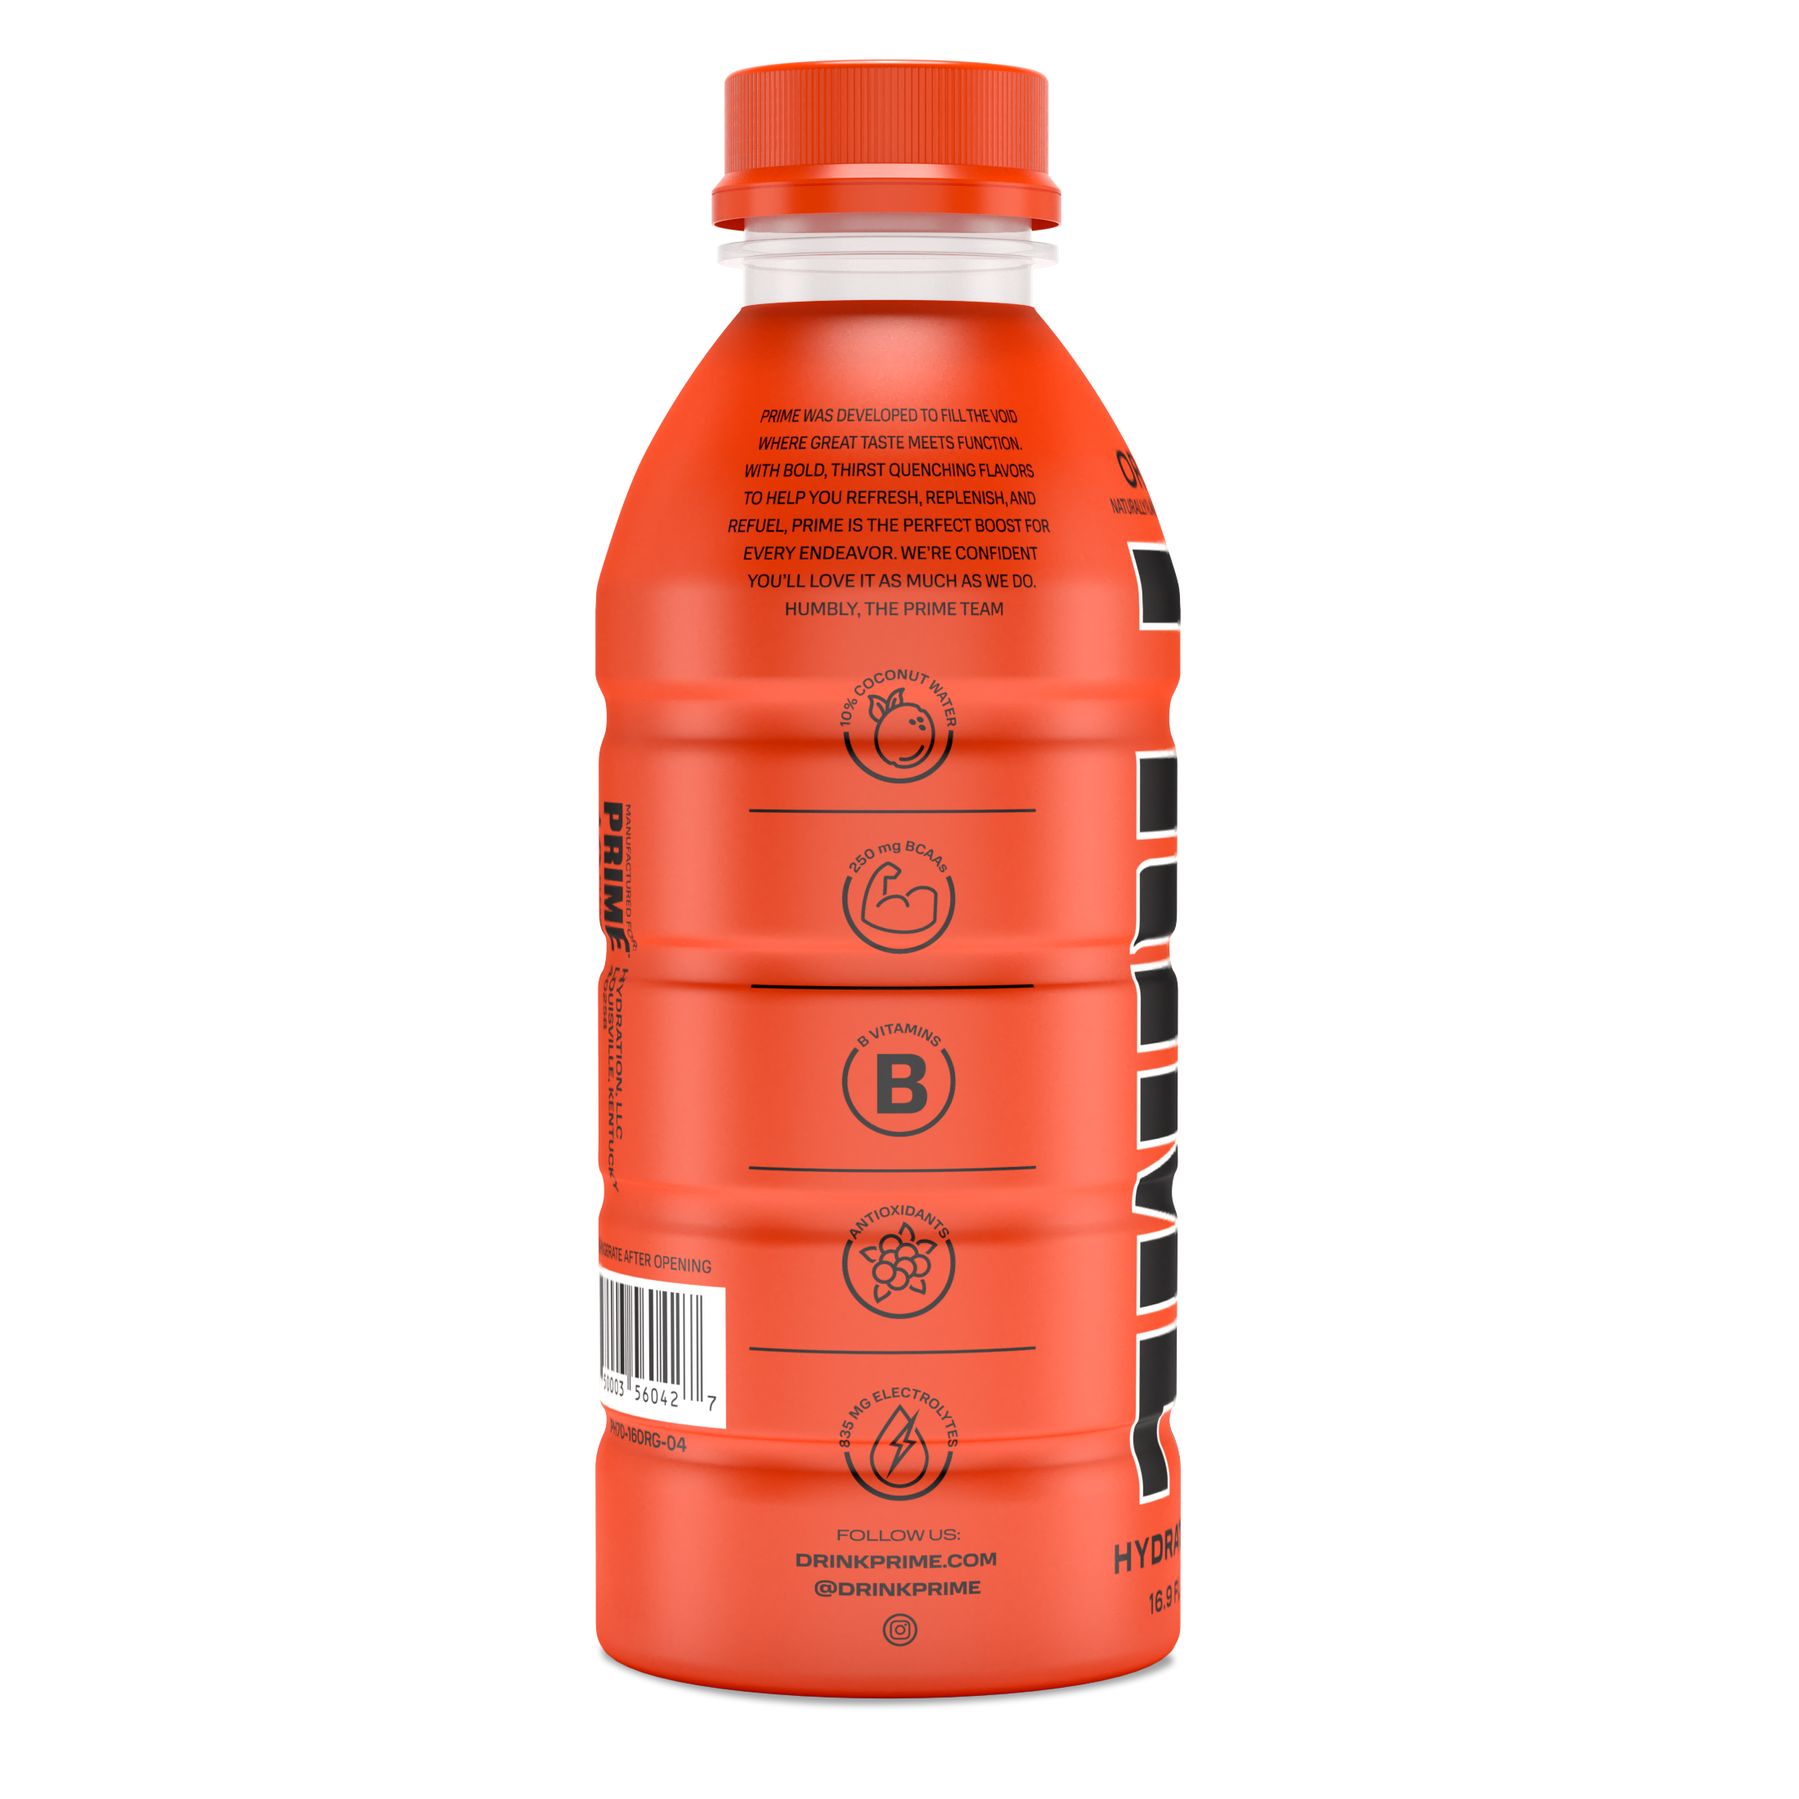 PRIME WAS DEVELOPED TO FILL THE VOID
WHERE GREAT TASTE MEETS FUNCTION.
WITH BOLD, THIRST QUENCHING FLAVORS
TO HELP YOU REFRESH, REPLENISH, AND
REFUEL, PRIME IS THE PERFECT BOOST FOR
EVERY ENDEAVOR. WE'RE CONFIDENT
YOU'LL LOVE IT AS MUCH AS WE DO.
HUMBLY, THE PRIME TEAM
10% COCONUT WATER
250 mg BCAAs
B VITAMINS
B
ANTIOXIDANTS
835 MG ELECTROLYTES
FOLLOW US:
DRINKPRIME.COM
@DRINKPRIME
MANUFACTURED FOR:
PRIME
HYDRATION, LLC
LOUISVILLE, KENTUCKY
AFTER OPENING
56042 7
-16ORG-04
16.9